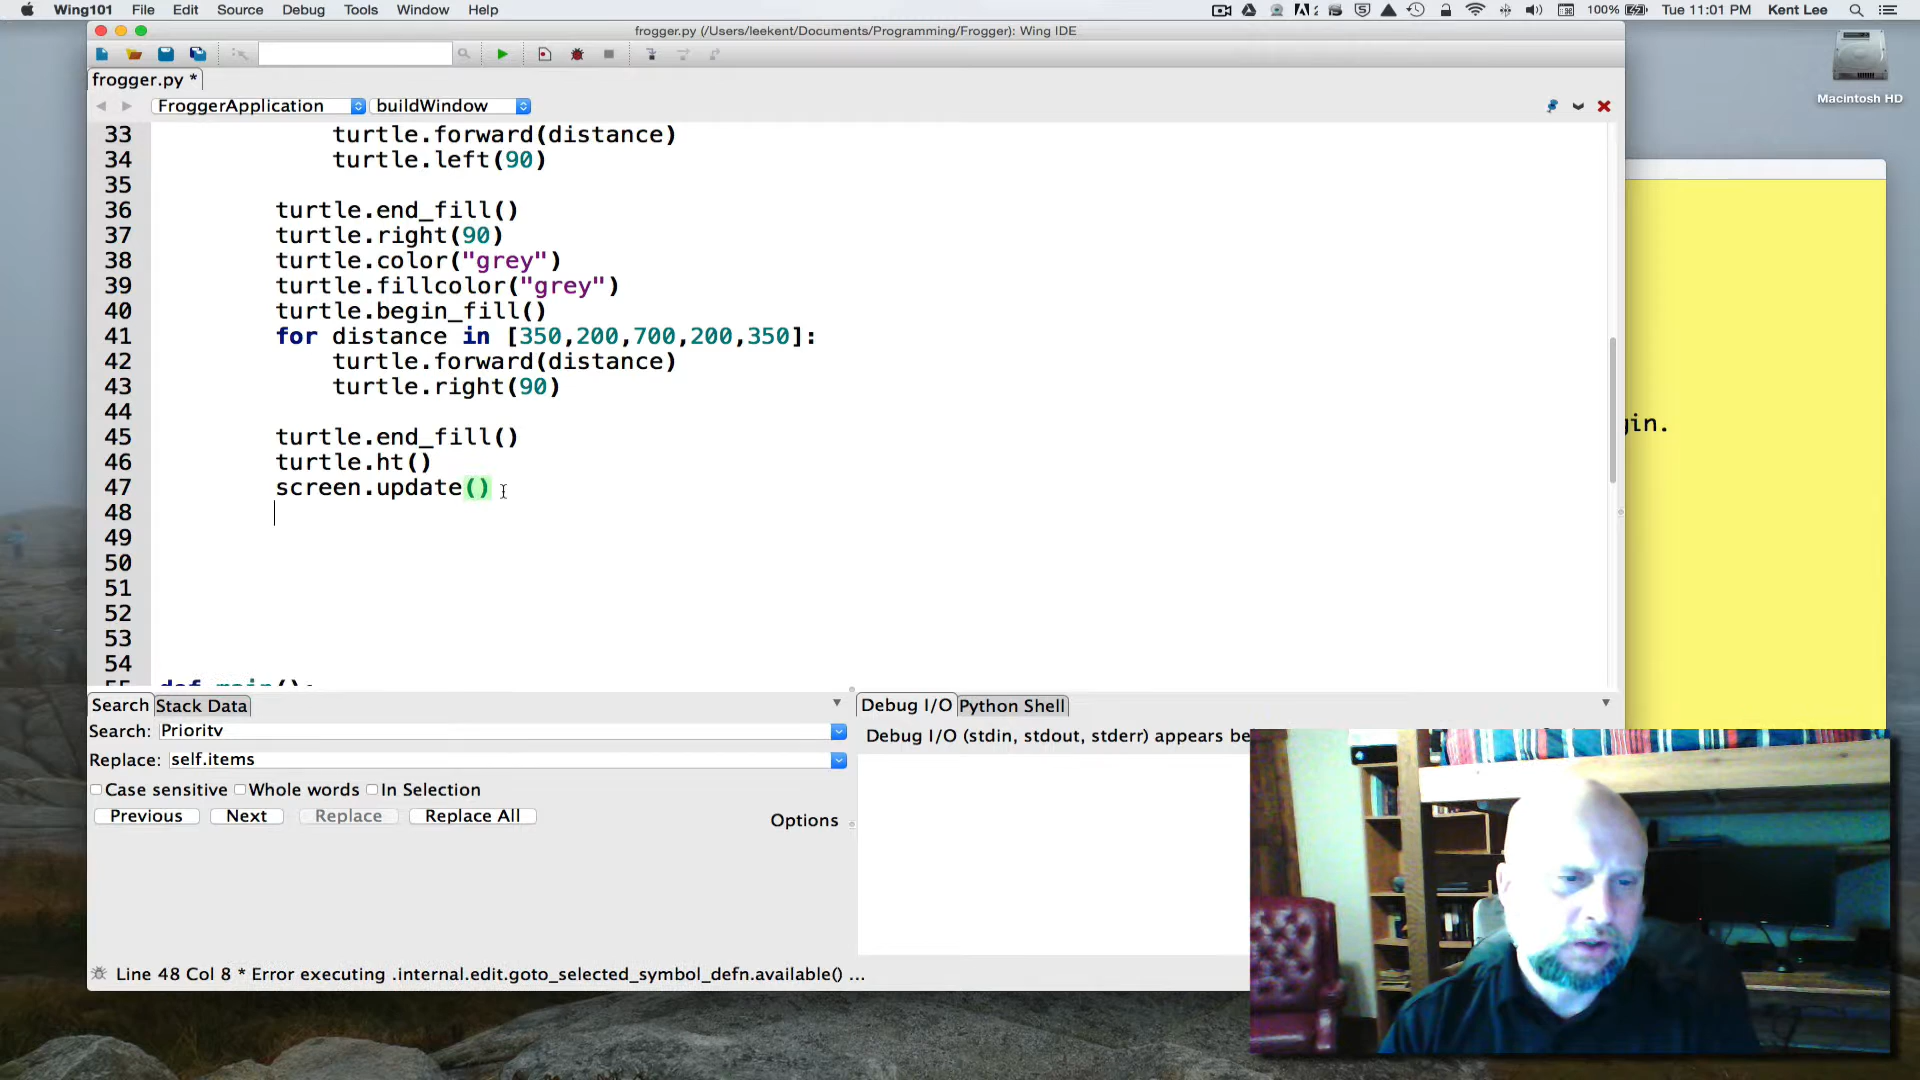 Wing101 File Edit Source Debug Tools Window Help 100% Tue 11:01 PM Kent Lee
frogger.py (/Users/leekent/Documents/Programming/Frogger): Wing IDE
Macintosh HD
frogger.py *
FroggerApplication buildWindow
33 turtle.forward(distance)
34 turtle.left(90)
35
36 turtle.end_fill()
37 turtle.right(90)
38 turtle.color("grey")
39 turtle.fillcolor("grey")
40 turtle.begin_fill()
41 for distance in [350,200,700,200,350]:
42 turtle.forward(distance)
43 turtle.right(90)
44
45 turtle.end_fill()
46 turtle.ht()
47 screen.update()
48
49
50
51
52
53
54
55 def main():
gin.
Search Stack Data
Search: Priority
Replace: self.items
Case sensitive Whole words In Selection
Previous Next Replace Replace All
Options
Debug I/O Python Shell
Debug I/O (stdin, stdout, stderr) appears be
Line 48 Col 8 * Error executing .internal.edit.goto_selected_symbol_defn.available() ...